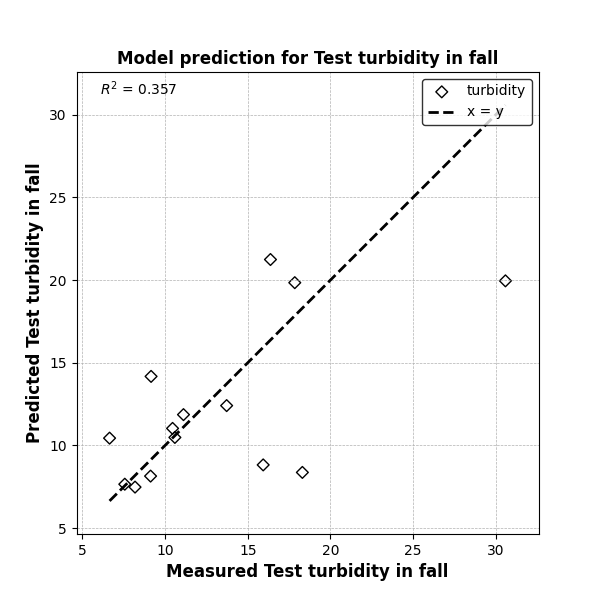 Model prediction for Test turbidity in fall
R² = 0.357
turbidity
x = y
Predicted Test turbidity in fall
30
25
20
15
10
5
5 10 15 20 25 30
Measured Test turbidity in fall